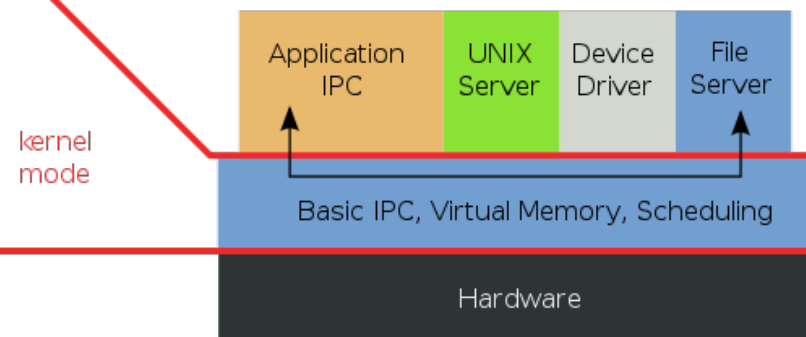 Application
IPC
UNIX
Server
Device
Driver
File
Server
kernel
mode
Basic IPC, Virtual Memory, Scheduling
Hardware